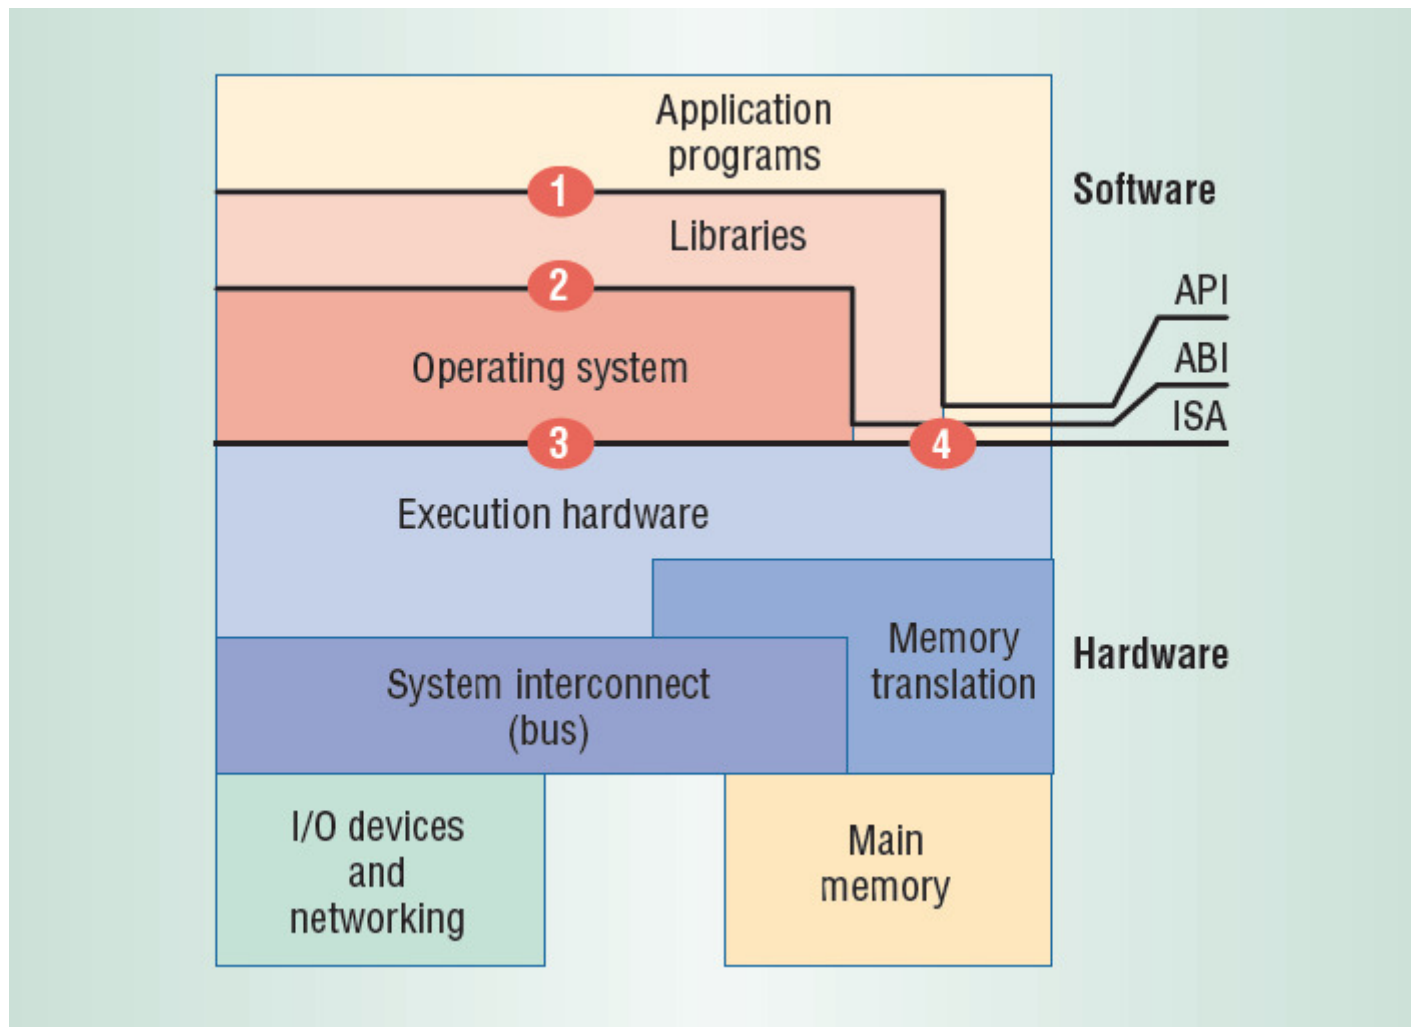 Application
programs
1
Software
Libraries
2
API
ABI
Operating system
ISA
3
4
Execution hardware
Memory
translation
Hardware
System interconnect
(bus)
I/O devices
and
networking
Main
memory